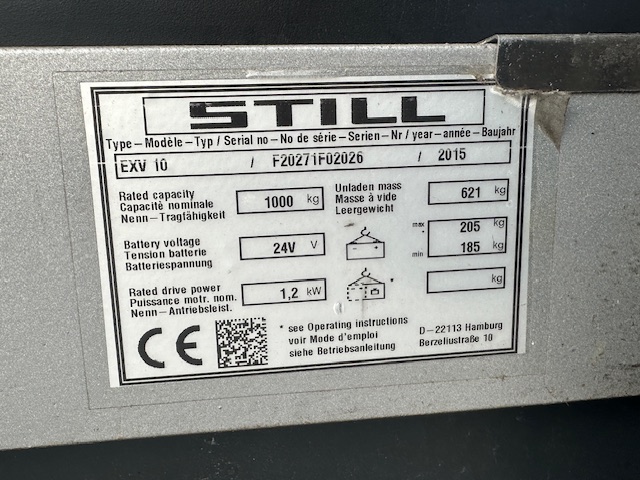 STILL
Type – Modèle – Typ / Serial no – No de série – Serien – Nr / year – année – Baujahr
EXV 10 / F20271F02026 / 2015
Rated capacity
Capacité nominale
Nenn – Tragfähigkeit
1000 kg
Unladen mass
Masse à vide
Leergewicht
621 kg
Battery voltage
Tension batterie
Batteriespannung
24V V
max * 205 kg
min 185 kg
Rated drive power
Puissance motr. nom.
Nenn – Antriebsleist.
1,2 kW
*
kg
CE
* see Operating instructions
voir Mode d'emploi
siehe Betriebsanleitung
D – 22113 Hamburg
Berzeliustraße 10